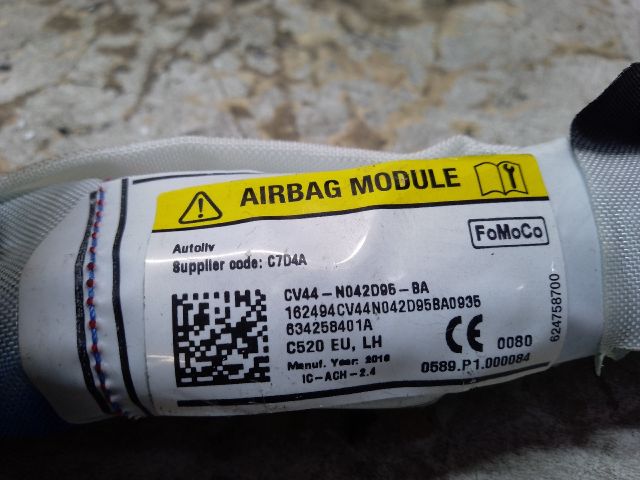 AIRBAG MODULE
FoMoCo
Autoliv
Supplier code: C7D4A
CV44-N042D95-BA
162494CV44N042D95BA0935
634258401A
C520 EU, LH
CE 0080
Manuf. Year: 2016
IC-ACH-2.4
0589.P1.000084
624758700